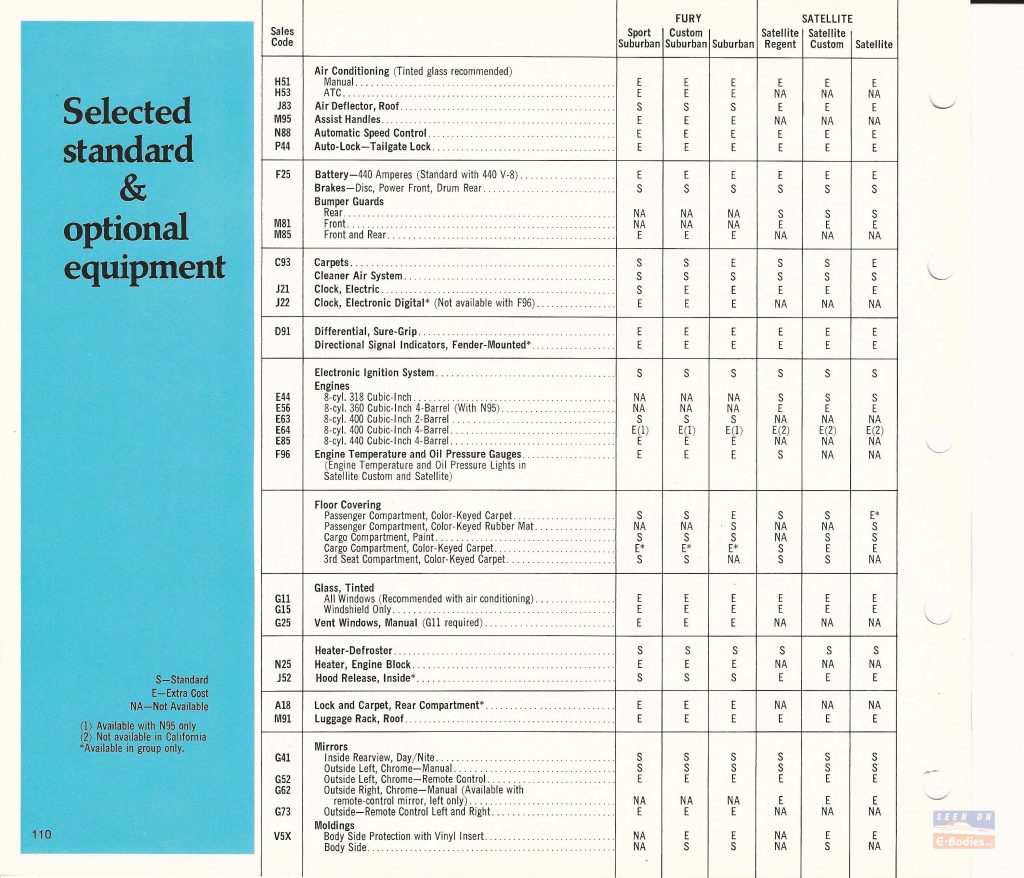 Selected
standard
&
optional
equipment
S—Standard
E—Extra Cost
NA—Not Available
(1) Available with N95 only
(2) Not available in California
*Available in group only.
110
FURY SATELLITE
Sales Code Sport Suburban Custom Suburban Suburban Satellite Regent Satellite Custom Satellite
Air Conditioning (Tinted glass recommended)
H51 Manual E E E E E E
H53 ATC E E E NA NA NA
J83 Air Deflector, Roof S S S E E E
M95 Assist Handles E E E NA NA NA
N88 Automatic Speed Control E E E E E E
P44 Auto-Lock—Tailgate Lock E E E E E E
F25 Battery—440 Amperes (Standard with 440 V-8) E E E E E E
Brakes—Disc, Power Front, Drum Rear S S S S S S
Bumper Guards
Rear NA NA NA S S S
M81 Front NA NA NA E E E
M85 Front and Rear E E E NA NA NA
C93 Carpets S S E S S E
Cleaner Air System S S S S S S
J21 Clock, Electric S E E E E E
J22 Clock, Electronic Digital* (Not available with F96) E E E NA NA NA
D91 Differential, Sure-Grip E E E E E E
Directional Signal Indicators, Fender-Mounted* E E E E E E
Electronic Ignition System S S S S S S
Engines
E44 8-cyl. 318 Cubic-Inch NA NA NA S S S
E56 8-cyl. 360 Cubic-Inch 4-Barrel (With N95) NA NA NA E E E
E63 8-cyl. 400 Cubic-Inch 2-Barrel S S S NA NA NA
E64 8-cyl. 400 Cubic-Inch 4-Barrel E(1) E(1) E(1) E(2) E(2) E(2)
E85 8-cyl. 440 Cubic-Inch 4-Barrel E E E NA NA NA
F96 Engine Temperature and Oil Pressure Gauges E E E S NA NA
(Engine Temperature and Oil Pressure Lights in
Satellite Custom and Satellite)
Floor Covering
Passenger Compartment, Color-Keyed Carpet S S E S S E*
Passenger Compartment, Color-Keyed Rubber Mat NA NA S NA NA S
Cargo Compartment, Paint S S S NA S S
Cargo Compartment, Color-Keyed Carpet E* E* E* S E E
3rd Seat Compartment, Color-Keyed Carpet S S NA S S NA
Glass, Tinted
G11 All Windows (Recommended with air conditioning) E E E E E E
G15 Windshield Only E E E E E E
G25 Vent Windows, Manual (G11 required) E E E NA NA NA
Heater-Defroster S S S S S S
N25 Heater, Engine Block E E E NA NA NA
J52 Hood Release, Inside* S S S E E E
A18 Lock and Carpet, Rear Compartment* E E E NA NA NA
M91 Luggage Rack, Roof E E E E E E
Mirrors
G41 Inside Rearview, Day/Nite S S S S S S
Outside Left, Chrome—Manual S S S S S S
G52 Outside Left, Chrome—Remote Control E E E E E E
G62 Outside Right, Chrome—Manual (Available with
remote-control mirror, left only) NA NA NA E E E
G73 Outside—Remote Control Left and Right E E E NA NA NA
Moldings
V5X Body Side Protection with Vinyl Insert NA E E NA E E
Body Side NA S S NA S NA
SEEN ON
E-Bodies.org